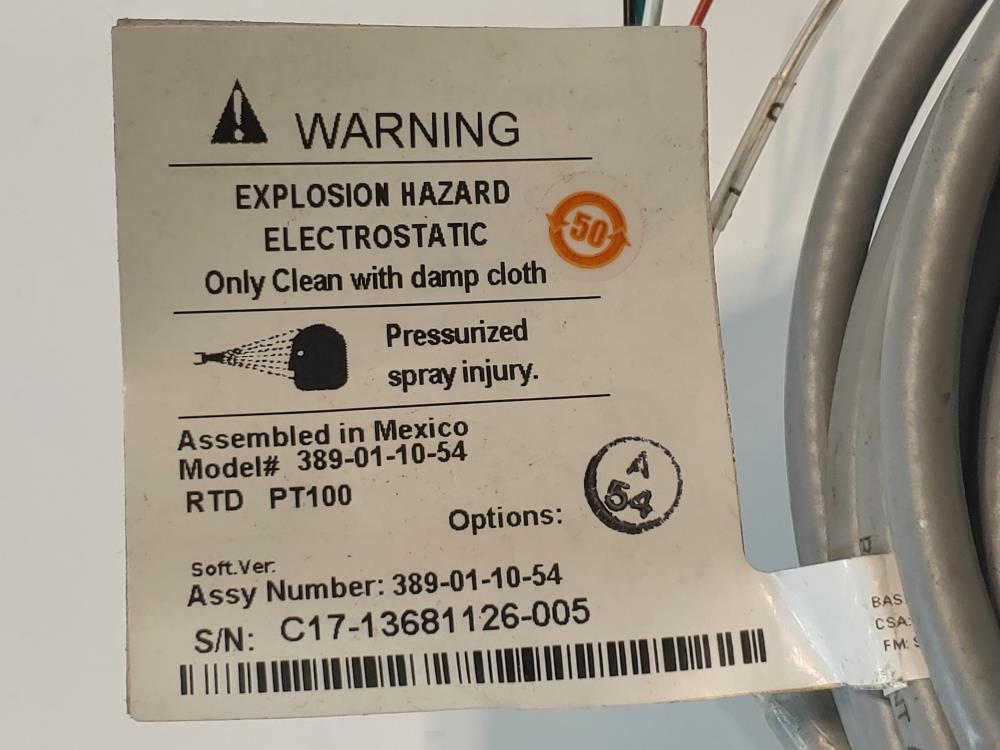 WARNING
EXPLOSION HAZARD
ELECTROSTATIC
50
Only Clean with damp cloth
Pressurized
spray injury.
Assembled in Mexico
Model# 389-01-10-54
RTD PT100
A
54
Options:
Soft.Ver.
Assy Number: 389-01-10-54
S/N: C17-13681126-005
BAS
CSA:
FM: